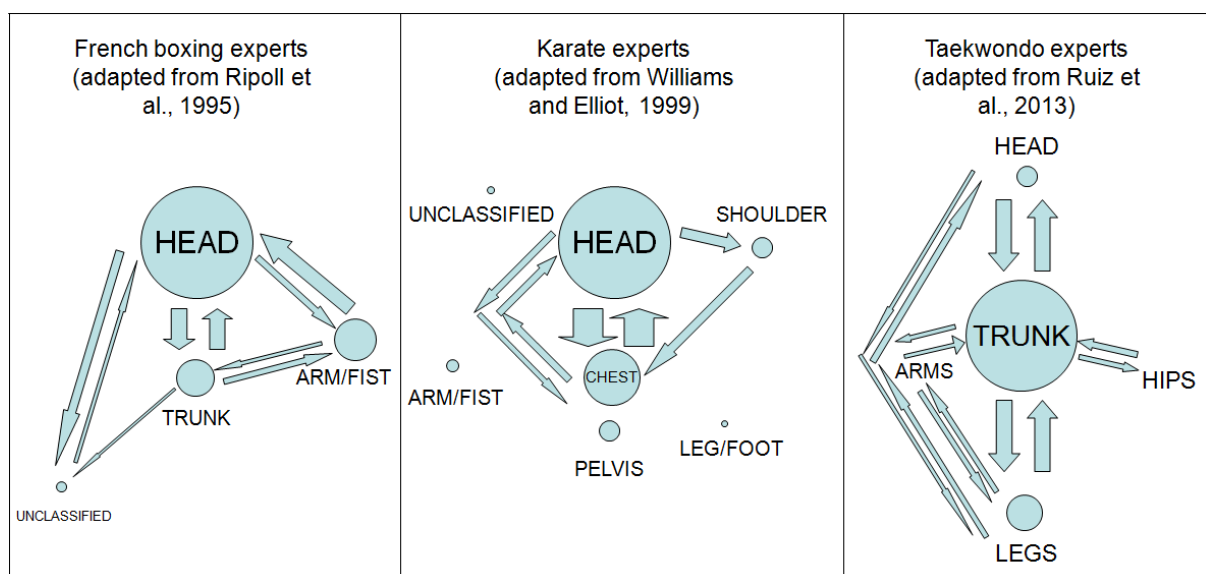 French boxing experts
(adapted from Ripoll et
al., 1995)
HEAD
ARM/FIST
TRUNK
UNCLASSIFIED
Karate experts
(adapted from Williams
and Elliot, 1999)
UNCLASSIFIED
SHOULDER
HEAD
CHEST
ARM/FIST
LEG/FOOT
PELVIS
Taekwondo experts
(adapted from Ruiz et
al., 2013)
HEAD
TRUNK
ARMS
HIPS
LEGS